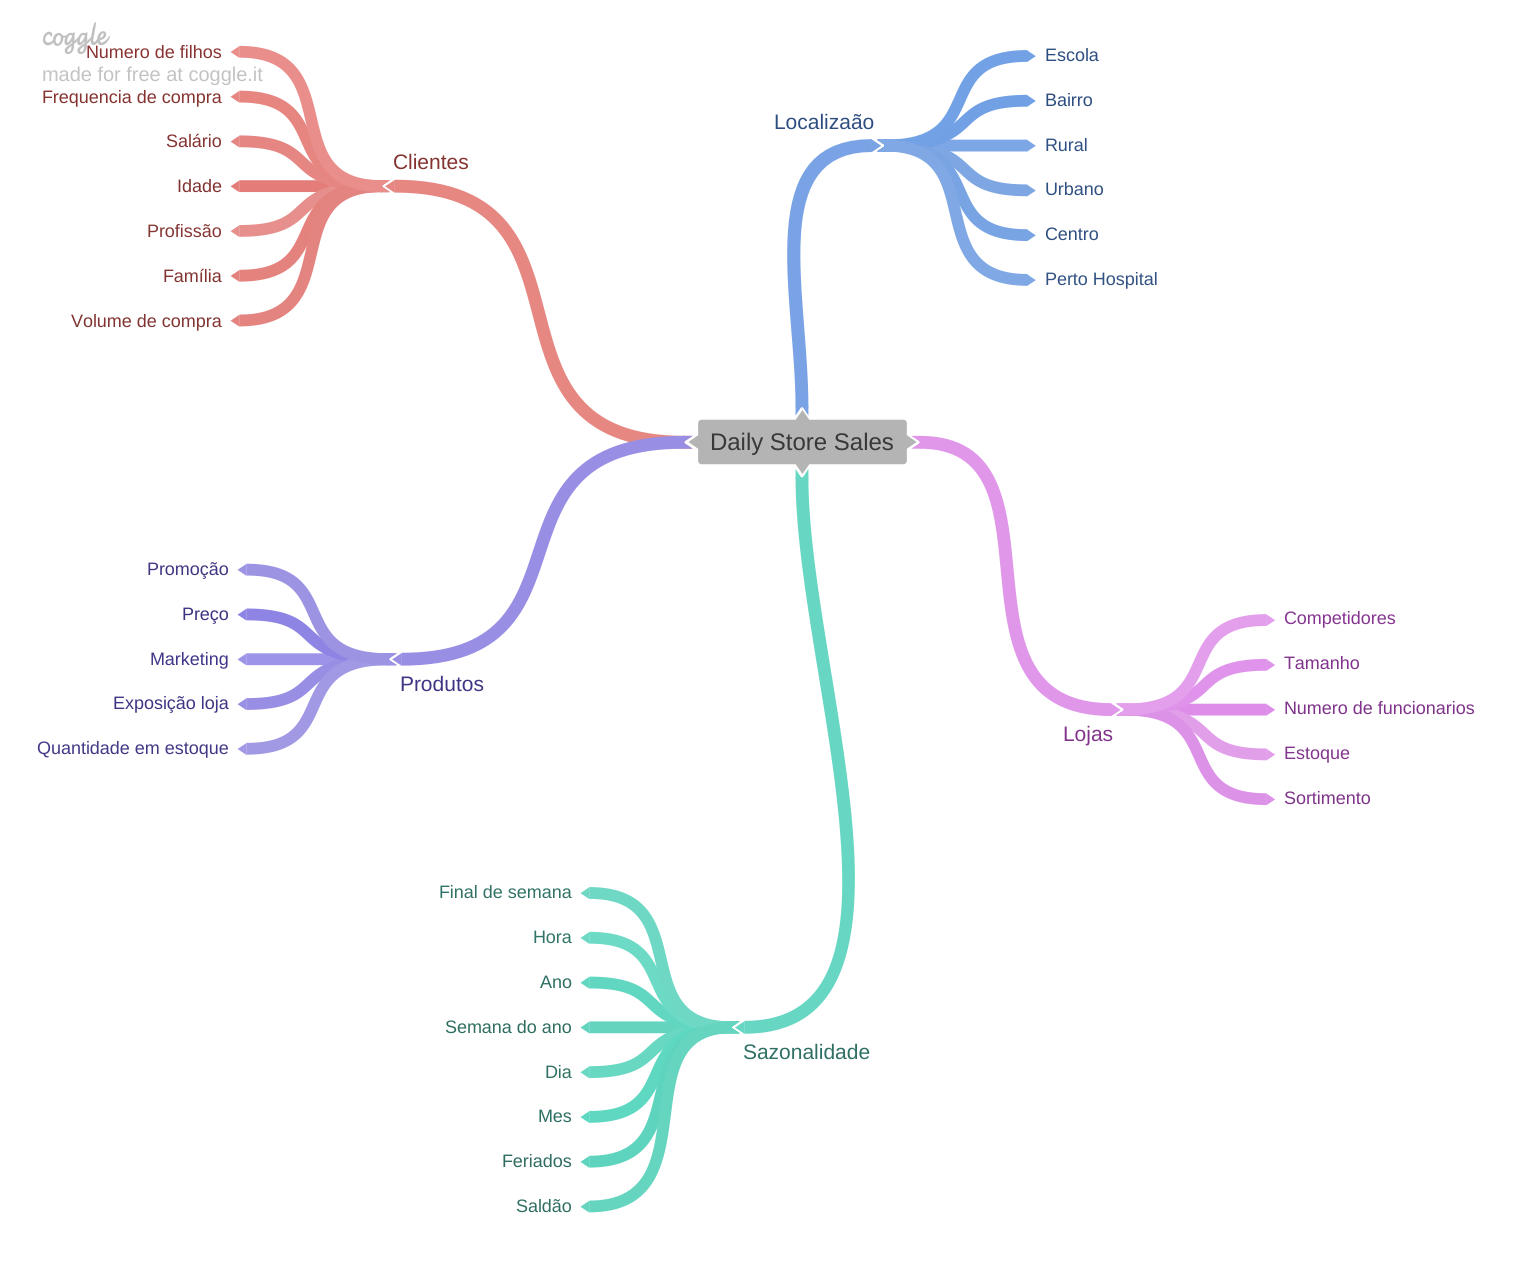 coggle
made for free at coggle.it
Numero de filhos
Frequencia de compra
Salário
Idade
Profissão
Família
Volume de compra
Clientes
Localizaão
Escola
Bairro
Rural
Urbano
Centro
Perto Hospital
Daily Store Sales
Promoção
Preço
Marketing
Exposição loja
Quantidade em estoque
Produtos
Competidores
Tamanho
Numero de funcionarios
Estoque
Sortimento
Lojas
Final de semana
Hora
Ano
Semana do ano
Dia
Mes
Feriados
Saldão
Sazonalidade